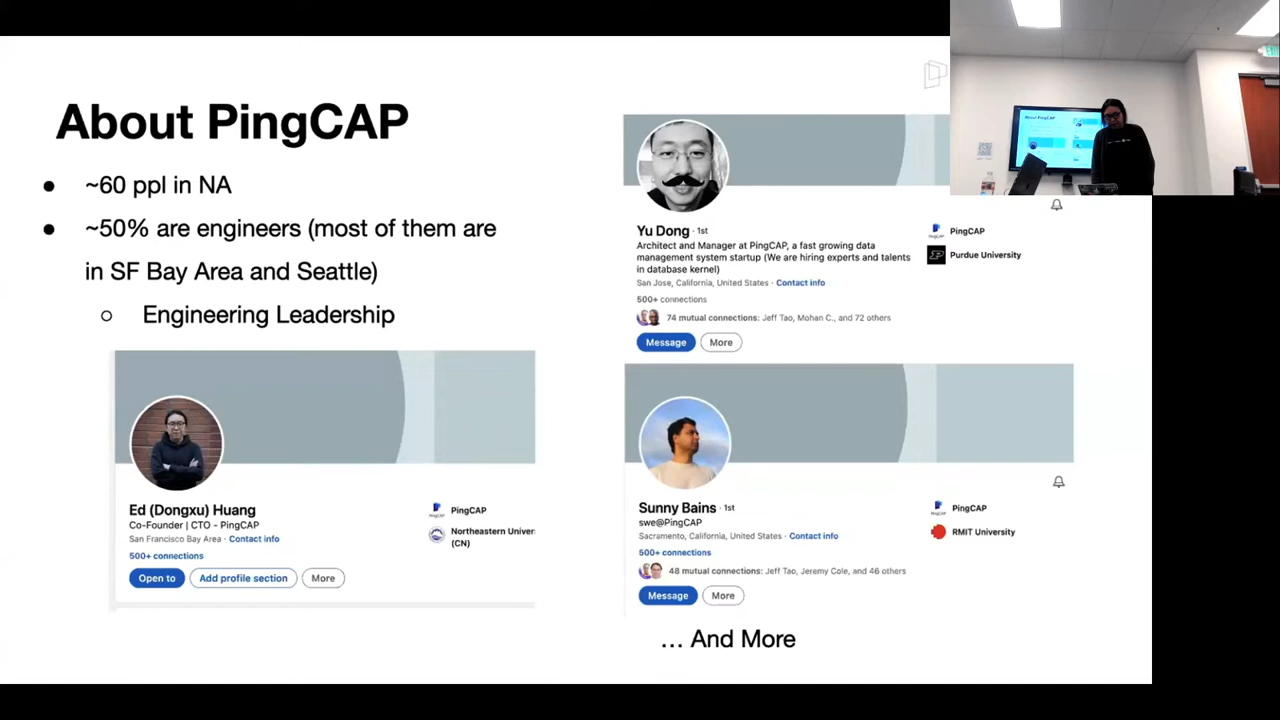 About PingCAP
● ~60 ppl in NA
● ~50% are engineers (most of them are
in SF Bay Area and Seattle)
○ Engineering Leadership
Ed (Dongxu) Huang
Co-Founder | CTO - PingCAP
San Francisco Bay Area · Contact info
500+ connections
Open to
Add profile section
More
PingCAP
Northeastern Univer
(CN)
Yu Dong · 1st
Architect and Manager at PingCAP, a fast growing data
management system startup (We are hiring experts and talents
in database kernel)
San Jose, California, United States · Contact info
500+ connections
74 mutual connections: Jeff Tao, Mohan C., and 72 others
Message
More
PingCAP
Purdue University
Sunny Bains · 1st
swe@PingCAP
Sacramento, California, United States · Contact info
500+ connections
48 mutual connections: Jeff Tao, Jeremy Cole, and 46 others
Message
More
PingCAP
RMIT University
... And More
About PingCAP